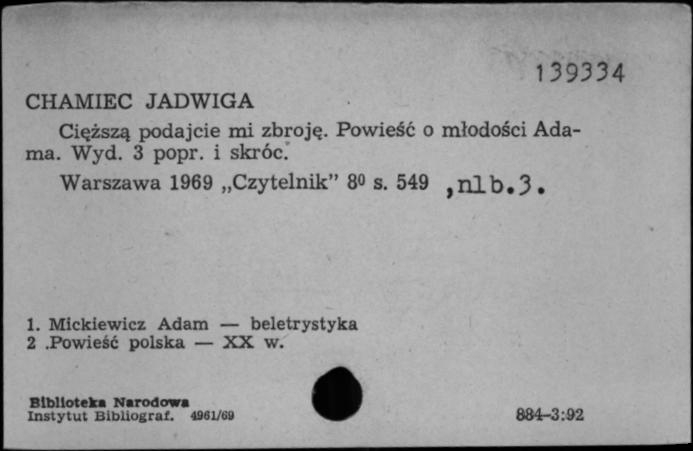 139334
CHAMIEC JADWIGA
Cięższą podajcie mi zbroję. Powieść o młodości Ada-
ma. Wyd. 3 popr. i skróc.
Warszawa 1969 „Czytelnik” 8⁰ s. 549 ,nlb.3.
1. Mickiewicz Adam — beletrystyka
2 .Powieść polska — XX w.
Biblioteka Narodowa
Instytut Bibliograf. 4961/69
884-3:92